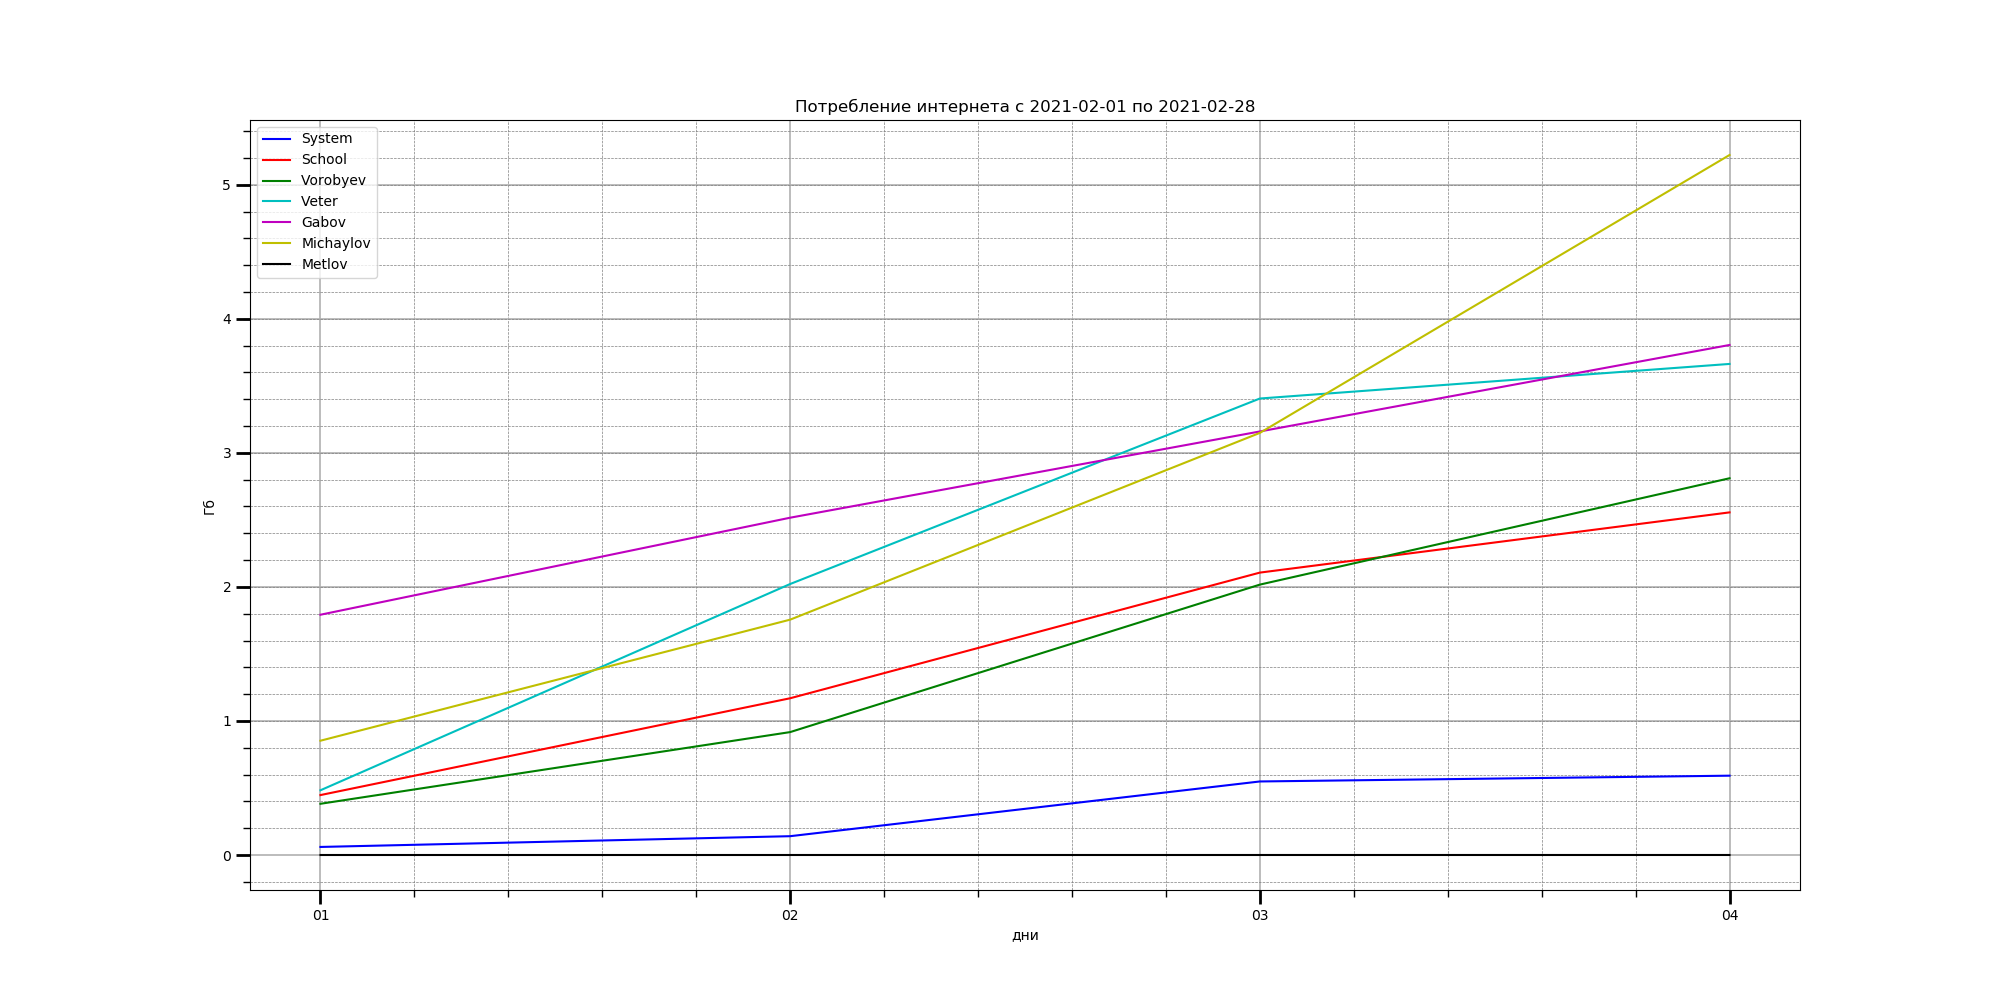 Потребление интернета с 2021-02-01 по 2021-02-28
System
School
Vorobyev
Veter
Gabov
Michaylov
Metlov
5
4
3
2
1
0
Гб
01 02 03 04
дни